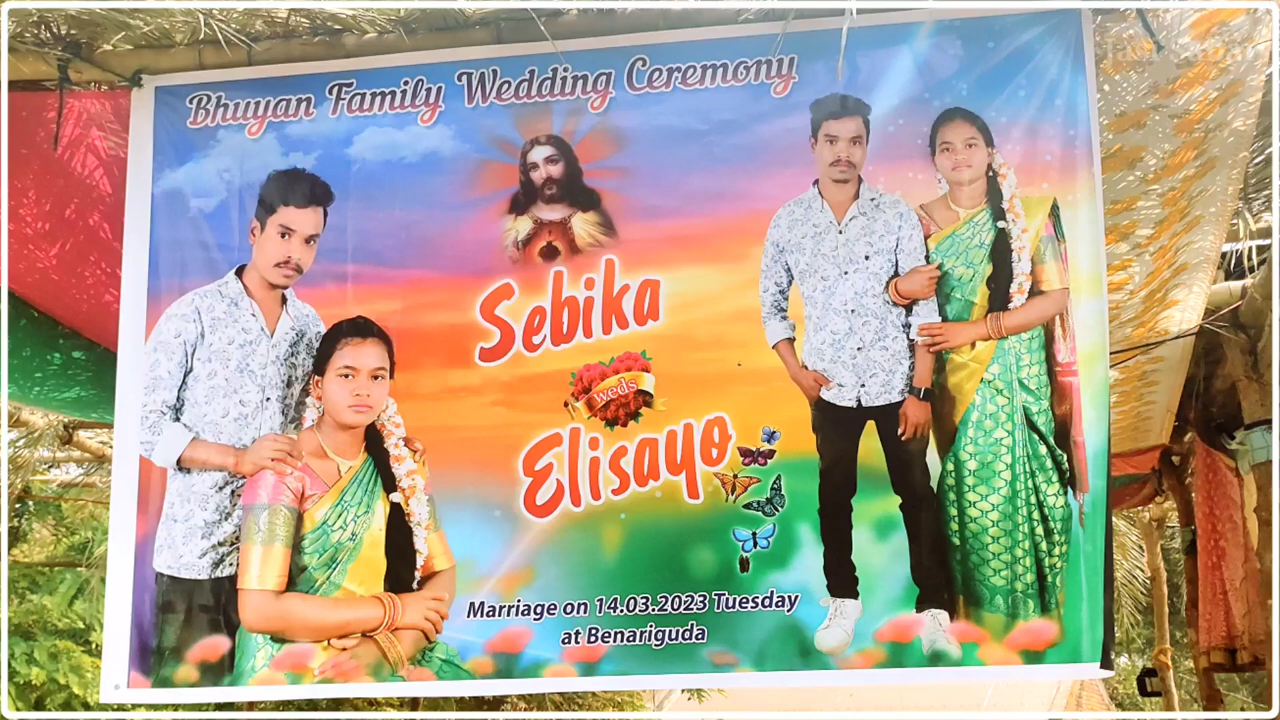 Bhuyan Family Wedding Ceremony
Sebika
weds
Elisayo
Marriage on 14.03.2023 Tuesday
at Benariguda